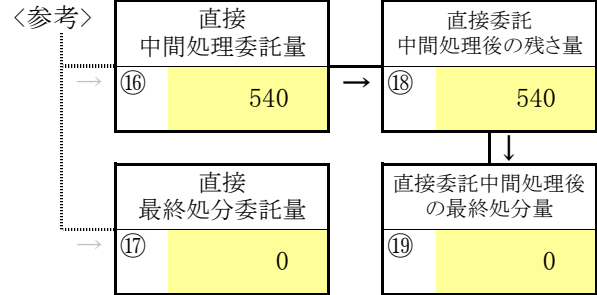 〈参考〉
直接
中間処理委託量
→
⑯
540
→
直接委託
中間処理後の残さ量
⑱
540
↓
直接
最終処分委託量
→
⑰
0
直接委託中間処理後
の最終処分量
⑲
0